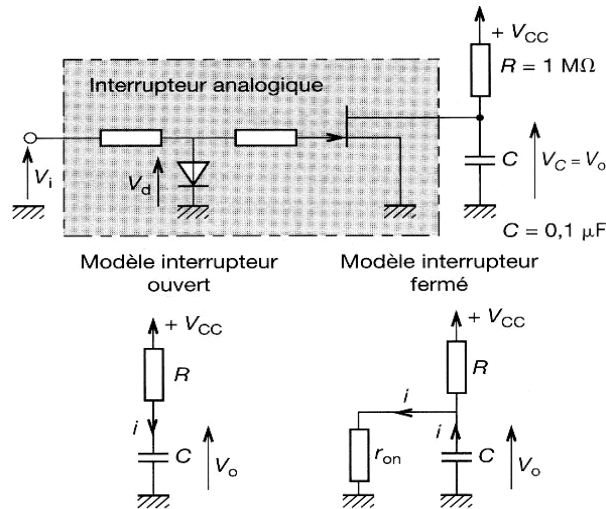 + VCC
R = 1 MΩ
Interrupteur analogique
Vi
Vd
C
VC = Vo
C = 0,1 µF
Modèle interrupteur
ouvert
Modèle interrupteur
fermé
+ VCC
R
i
C
Vo
+ VCC
R
i
ron
i
C
Vo